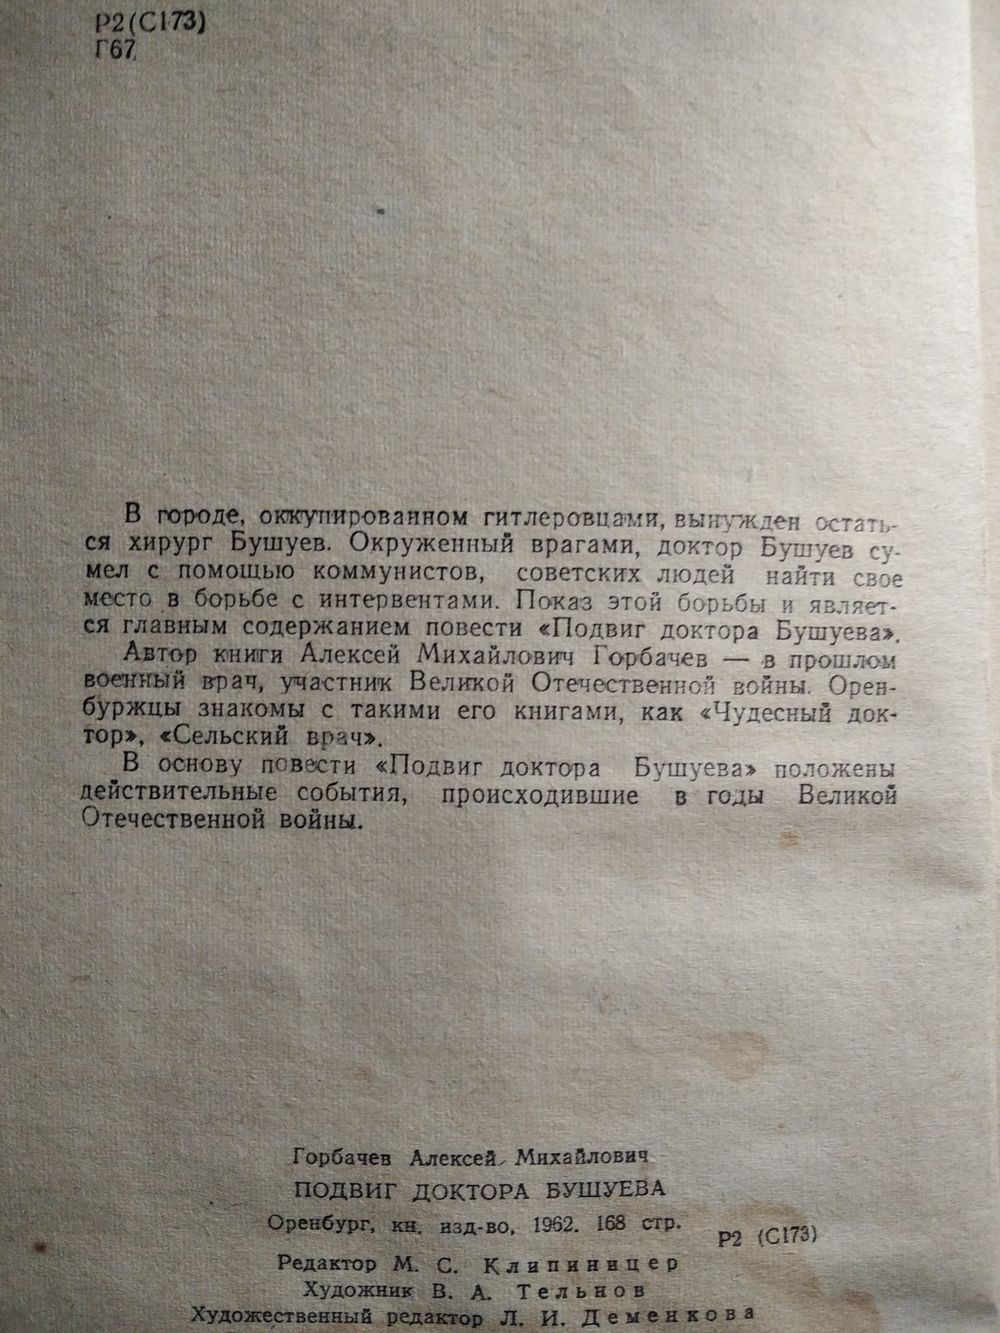 Р2(С173)
Г67
В городе, оккупированном гитлеровцами, вынужден остать-
ся хирург Бушуев. Окруженный врагами, доктор Бушуев су-
мел с помощью коммунистов, советских людей найти свое
место в борьбе с интервентами. Показ этой борьбы и являет-
ся главным содержанием повести «Подвиг доктора Бушуева».
Автор книги Алексей Михайлович Горбачев — в прошлом
военный врач, участник Великой Отечественной войны. Орен-
буржцы знакомы с такими его книгами, как «Чудесный док-
тор», «Сельский врач».
В основу повести «Подвиг доктора Бушуева» положены
действительные события, происходившие в годы Великой
Отечественной войны.
Горбачев Алексей Михайлович
ПОДВИГ ДОКТОРА БУШУЕВА
Оренбург, кн. изд-во, 1962. 168 стр.
Р2 (С173)
Редактор М. С. Клипиницер
Художник В. А. Тельнов
Художественный редактор Л. И. Деменкова